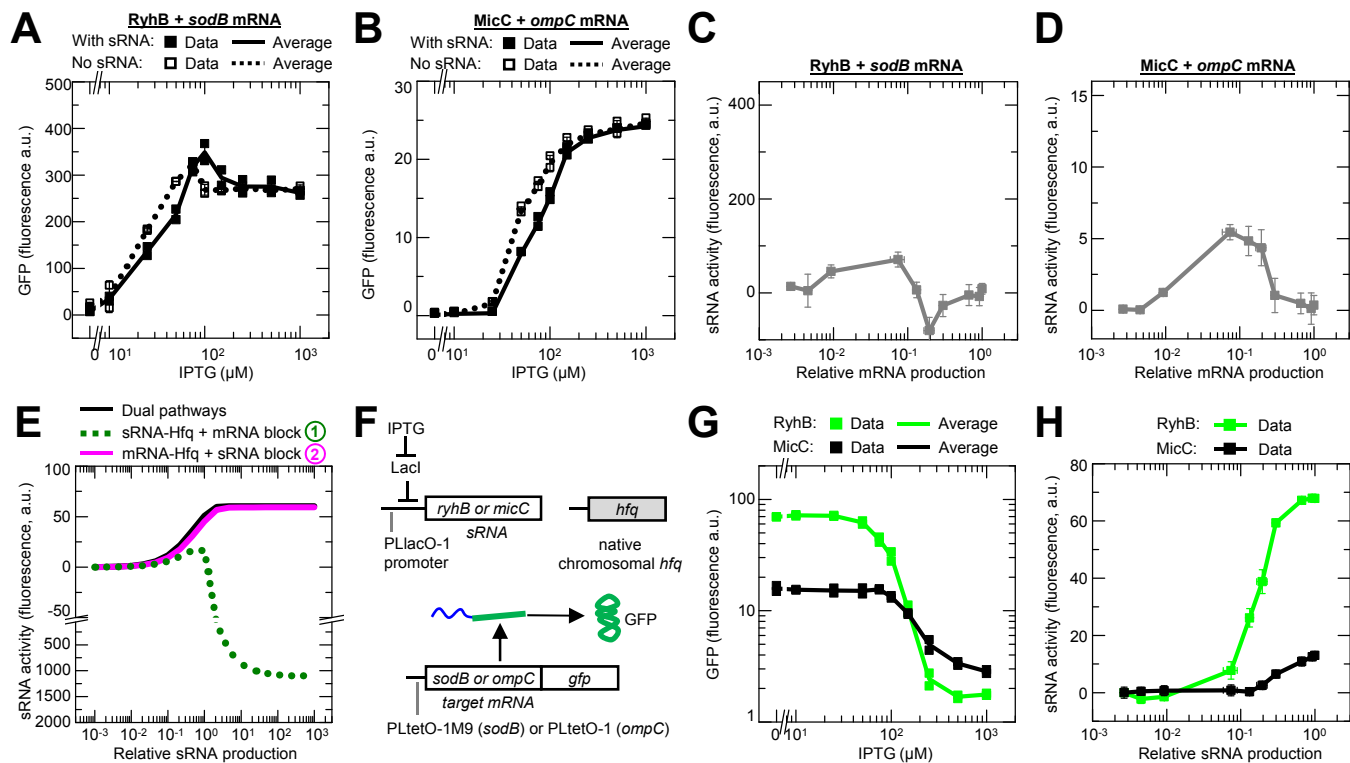 A
RyhB + sodB mRNA
With sRNA: Data Average
No sRNA: Data Average
500
400
300
200
100
0
GFP (fluorescence a.u.)
0 10¹ 10² 10³
IPTG (µM)
B
MicC + ompC mRNA
With sRNA: Data Average
No sRNA: Data Average
30
20
10
0
GFP (fluorescence a.u.)
0 10¹ 10² 10³
IPTG (µM)
C
RyhB + sodB mRNA
400
200
0
sRNA activity (fluorescence, a.u.)
10⁻³ 10⁻² 10⁻¹ 10⁰
Relative mRNA production
D
MicC + ompC mRNA
15
10
5
0
sRNA activity (fluorescence, a.u.)
10⁻³ 10⁻² 10⁻¹ 10⁰
Relative mRNA production
E
Dual pathways
sRNA-Hfq + mRNA block 1
mRNA-Hfq + sRNA block 2
100
50
0
-50
500
1000
1500
2000
sRNA activity (fluorescence, a.u.)
10⁻³ 10⁻² 10⁻¹ 10⁰ 10¹ 10² 10³
Relative sRNA production
F
IPTG
LacI
ryhB or micC
sRNA
hfq
PLlacO-1
promoter
native
chromosomal hfq
GFP
sodB or ompC gfp
target mRNA
PLtetO-1M9 (sodB) or PLtetO-1 (ompC)
G
RyhB: Data Average
MicC: Data Average
100
10
1
GFP (fluorescence a.u.)
0 10¹ 10² 10³
IPTG (µM)
H
RyhB: Data
MicC: Data
80
60
40
20
0
sRNA activity (fluorescence, a.u.)
10⁻³ 10⁻² 10⁻¹ 10⁰
Relative sRNA production